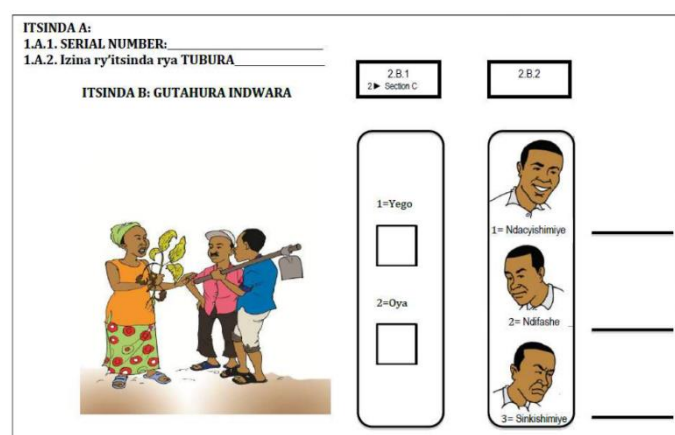 ITSINDA A:
1.A.1. SERIAL NUMBER:
1.A.2. Izina ry'itsinda rya TUBURA
ITSINDA B: GUTAHURA INDWARA
2.B.1
2► Section C
2.B.2
1=Yego
2=Oya
1= Ndacyishimiye
2= Ndifashe
3= Sinkishimiye